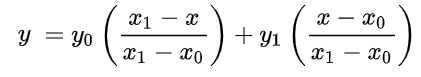 y = y₀ ( (x₁ − x) / (x₁ − x₀) ) + y₁ ( (x − x₀) / (x₁ − x₀) )